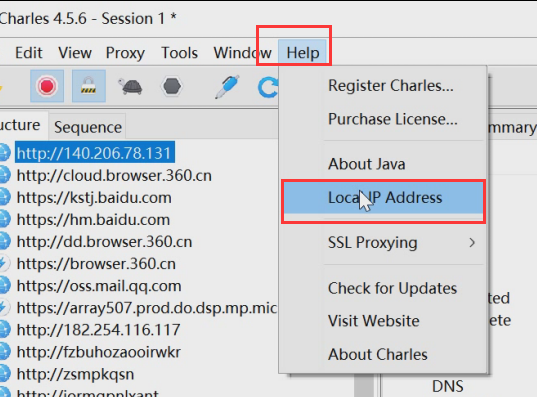 Charles 4.5.6 - Session 1 *
Edit View Proxy Tools Window Help
Register Charles...
Purchase License...
About Java
Local IP Address
SSL Proxying
Check for Updates
Visit Website
About Charles
ucture Sequence
mmary
http://140.206.78.131
http://cloud.browser.360.cn
https://kstj.baidu.com
https://hm.baidu.com
http://dd.browser.360.cn
https://browser.360.cn
https://oss.mail.qq.com
https://array507.prod.do.dsp.mp.mic
http://182.254.116.117
http://fzbuhozaooirwkr
http://zsmpkqsn
http://jormqpnlxant
ted
ete
DNS